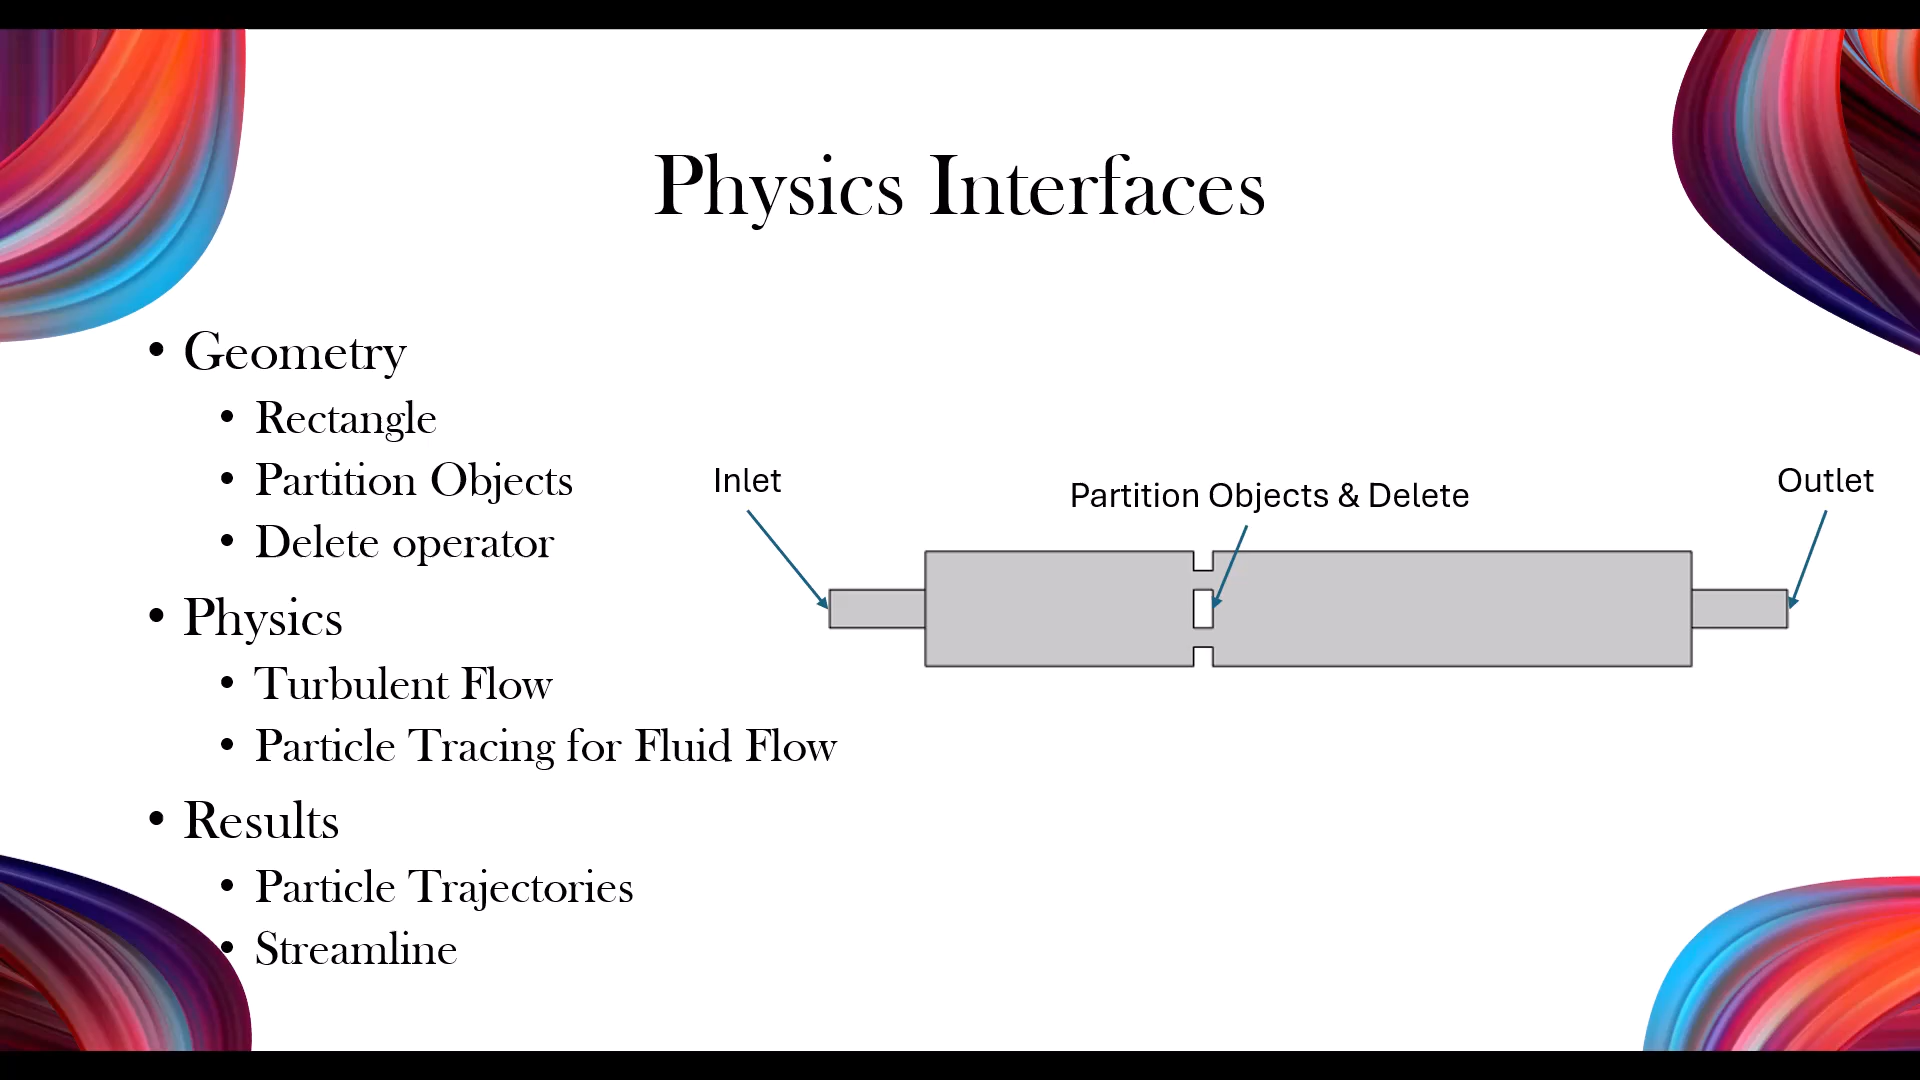 Physics Interfaces
• Geometry
• Rectangle
• Partition Objects
• Delete operator
• Physics
• Turbulent Flow
• Particle Tracing for Fluid Flow
• Results
• Particle Trajectories
• Streamline
Inlet
Partition Objects & Delete
Outlet